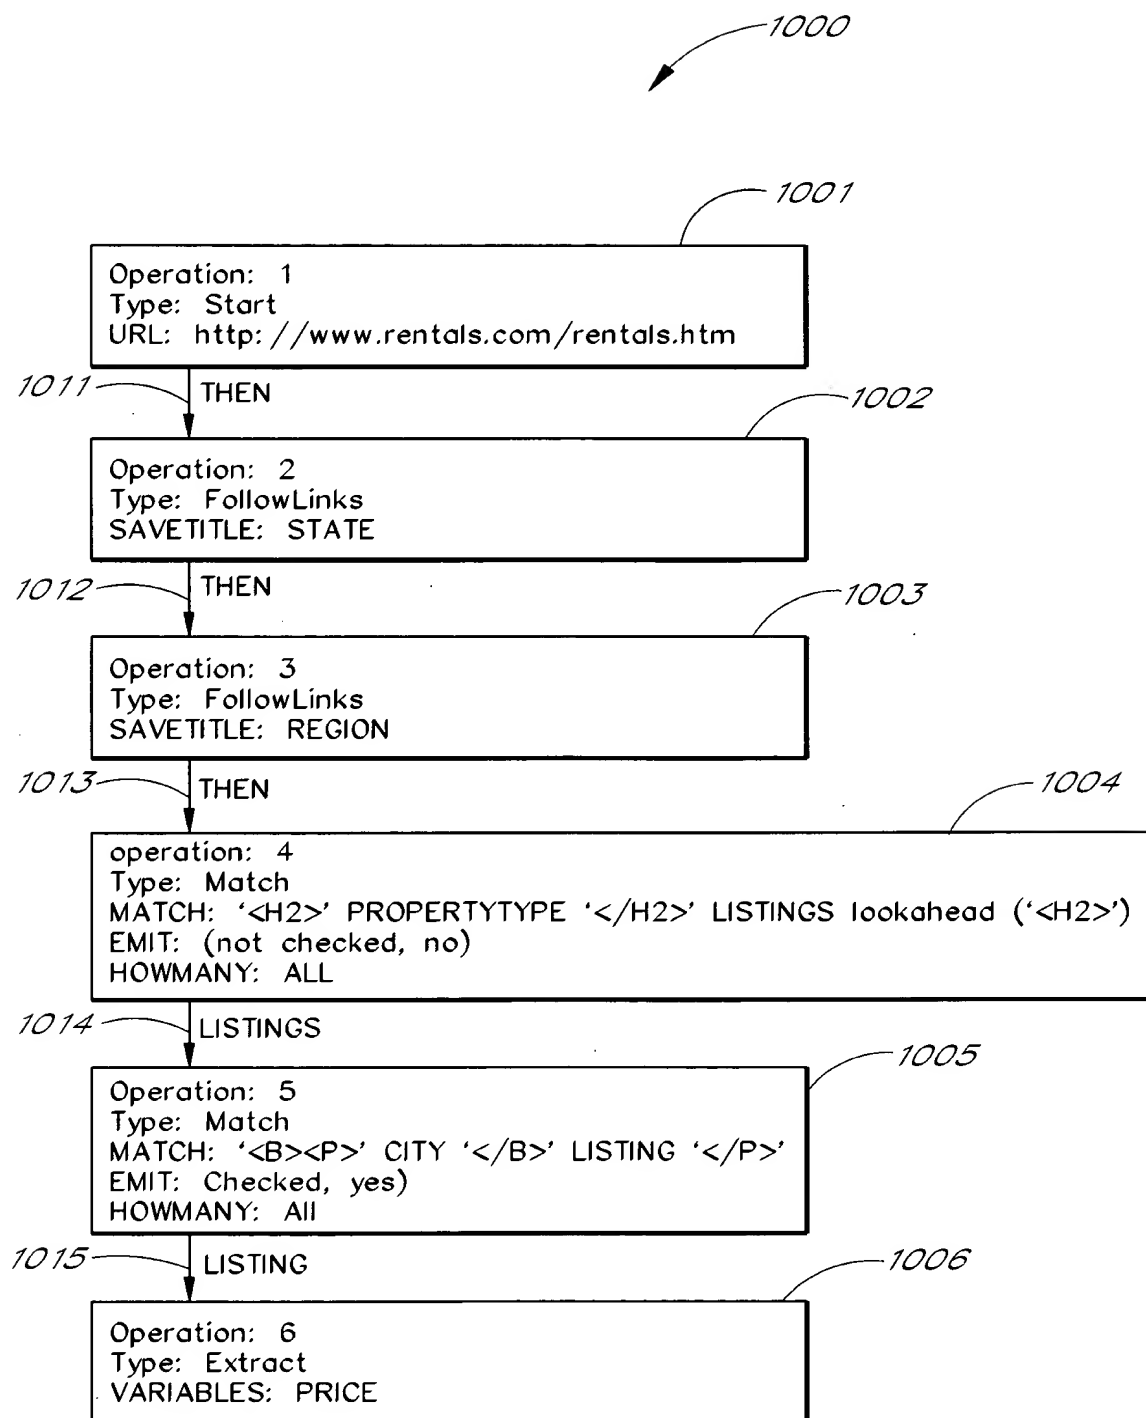 1000
1001
Operation: 1
Type: Start
URL: http://www.rentals.com/rentals.htm
1011 THEN
1002
Operation: 2
Type: FollowLinks
SAVETITLE: STATE
1012 THEN
1003
Operation: 3
Type: FollowLinks
SAVETITLE: REGION
1013 THEN
1004
operation: 4
Type: Match
MATCH: ‘<H2>’ PROPERTYTYPE ‘</H2>’ LISTINGS lookahead (‘<H2>’)
EMIT: (not checked, no)
HOWMANY: ALL
1014 LISTINGS
1005
Operation: 5
Type: Match
MATCH: ‘<B><P>’ CITY ‘</B>’ LISTING ‘</P>’
EMIT: Checked, yes)
HOWMANY: All
1015 LISTING
1006
Operation: 6
Type: Extract
VARIABLES: PRICE